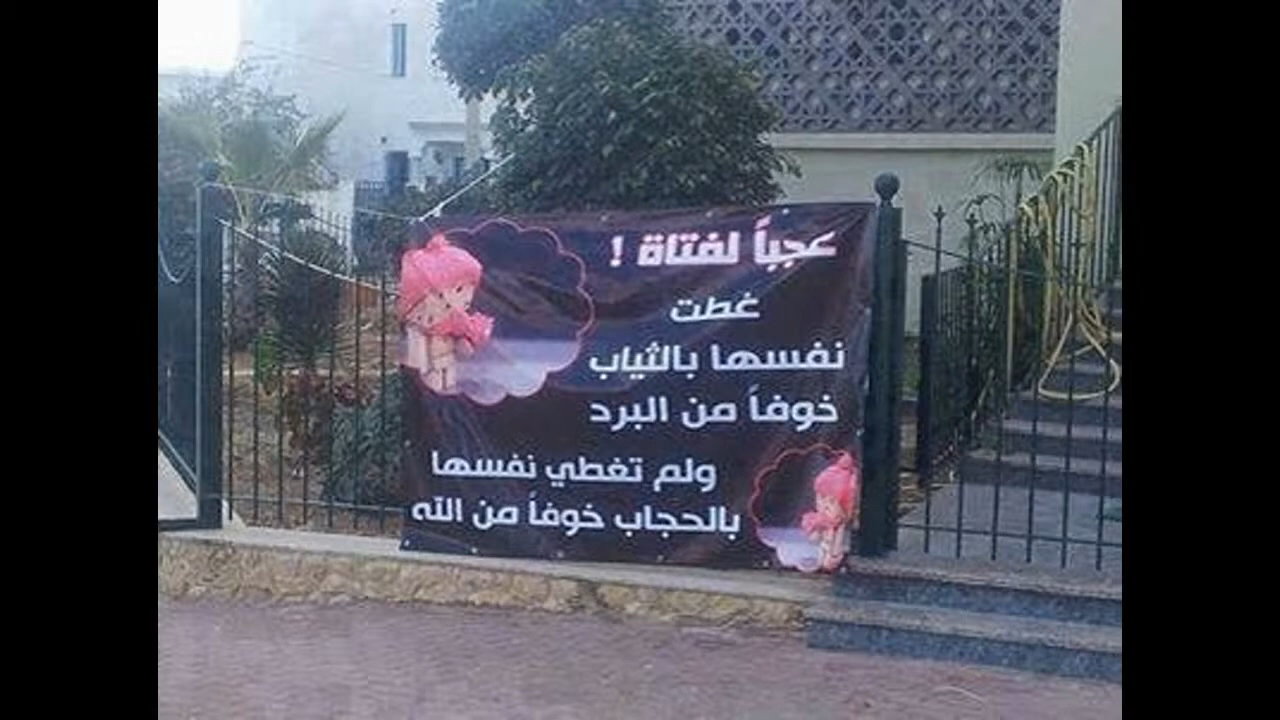 عجباً لفتاة !
غطت
نفسها بالثياب
خوفاً من البرد
ولم تغطي نفسها
بالحجاب خوفاً من الله